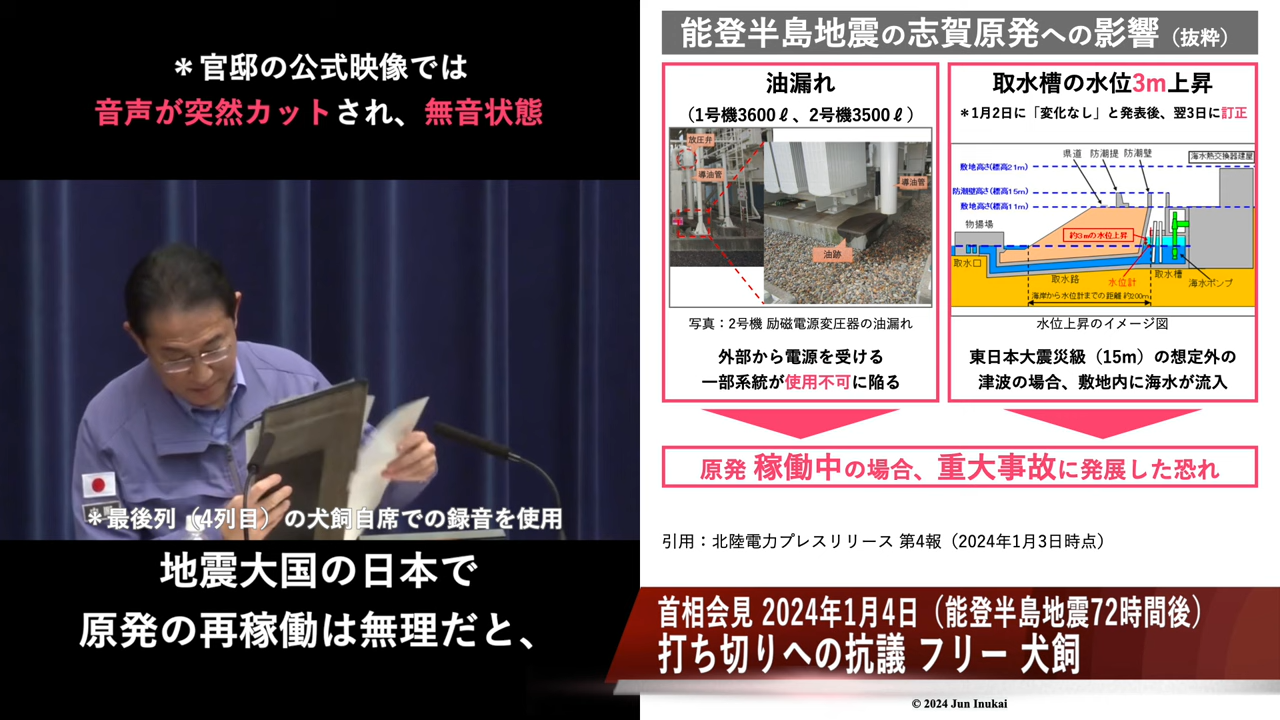 ＊官邸の公式映像では
音声が突然カットされ、無音状態
＊最後列（4列目）の犬飼自席での録音を使用
地震大国の日本で
原発の再稼働は無理だと、
能登半島地震の志賀原発への影響（抜粋）
油漏れ
（1号機3600ℓ、2号機3500ℓ）
放圧弁
導油管
導油管
油跡
写真：2号機 励磁電源変圧器の油漏れ
外部から電源を受ける
一部系統が使用不可に陥る
取水槽の水位3m上昇
＊1月2日に「変化なし」と発表後、翌3日に訂正
県道 防潮堤 防潮壁
海水熱交換器建屋
敷地高さ(標高21m)
防潮壁高さ(標高15m)
敷地高さ(標高11m)
物揚場
約3mの水位上昇
取水口
取水路
水位計
取水槽
海水ポンプ
海岸から水位計までの距離 約200m
水位上昇のイメージ図
東日本大震災級（15m）の想定外の
津波の場合、敷地内に海水が流入
原発 稼働中の場合、重大事故に発展した恐れ
引用：北陸電力プレスリリース 第4報（2024年1月3日時点）
首相会見 2024年1月4日（能登半島地震72時間後）
打ち切りへの抗議 フリー 犬飼
© 2024 Jun Inukai